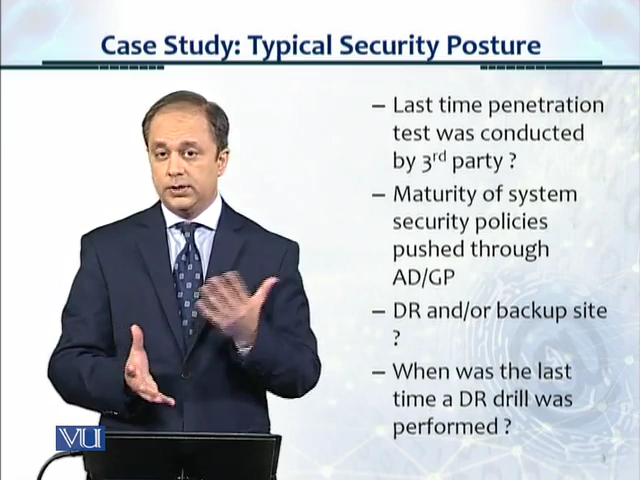 Case Study: Typical Security Posture
– Last time penetration
test was conducted
by 3rd party ?
– Maturity of system
security policies
pushed through
AD/GP
– DR and/or backup site
?
– When was the last
time a DR drill was
performed ?
VU